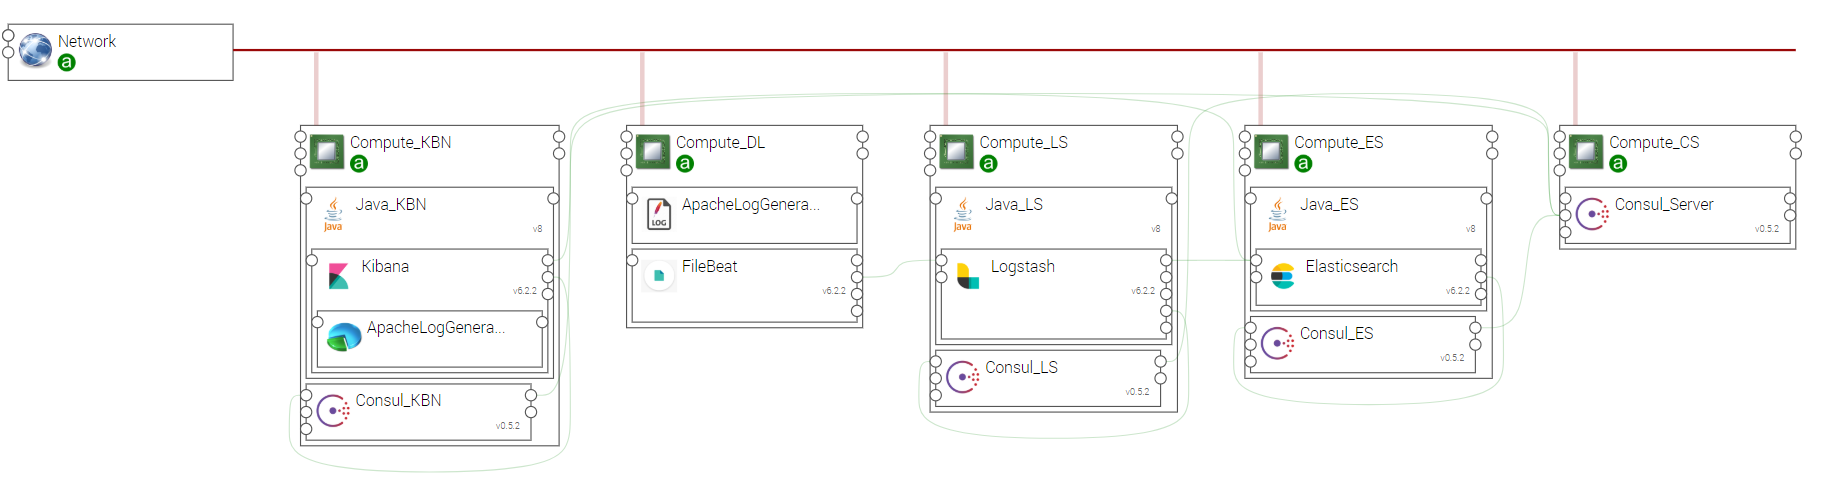 Network
a
Compute_KBN
a
Java_KBN
Java
v8
Kibana
v6.2.2
ApacheLogGenera...
Consul_KBN
v0.5.2
Compute_DL
a
ApacheLogGenera...
LOG
FileBeat
v6.2.2
Compute_LS
a
Java_LS
Java
v8
Logstash
v6.2.2
Consul_LS
v0.5.2
Compute_ES
a
Java_ES
Java
v8
Elasticsearch
v6.2.2
Consul_ES
v0.5.2
Compute_CS
a
Consul_Server
v0.5.2